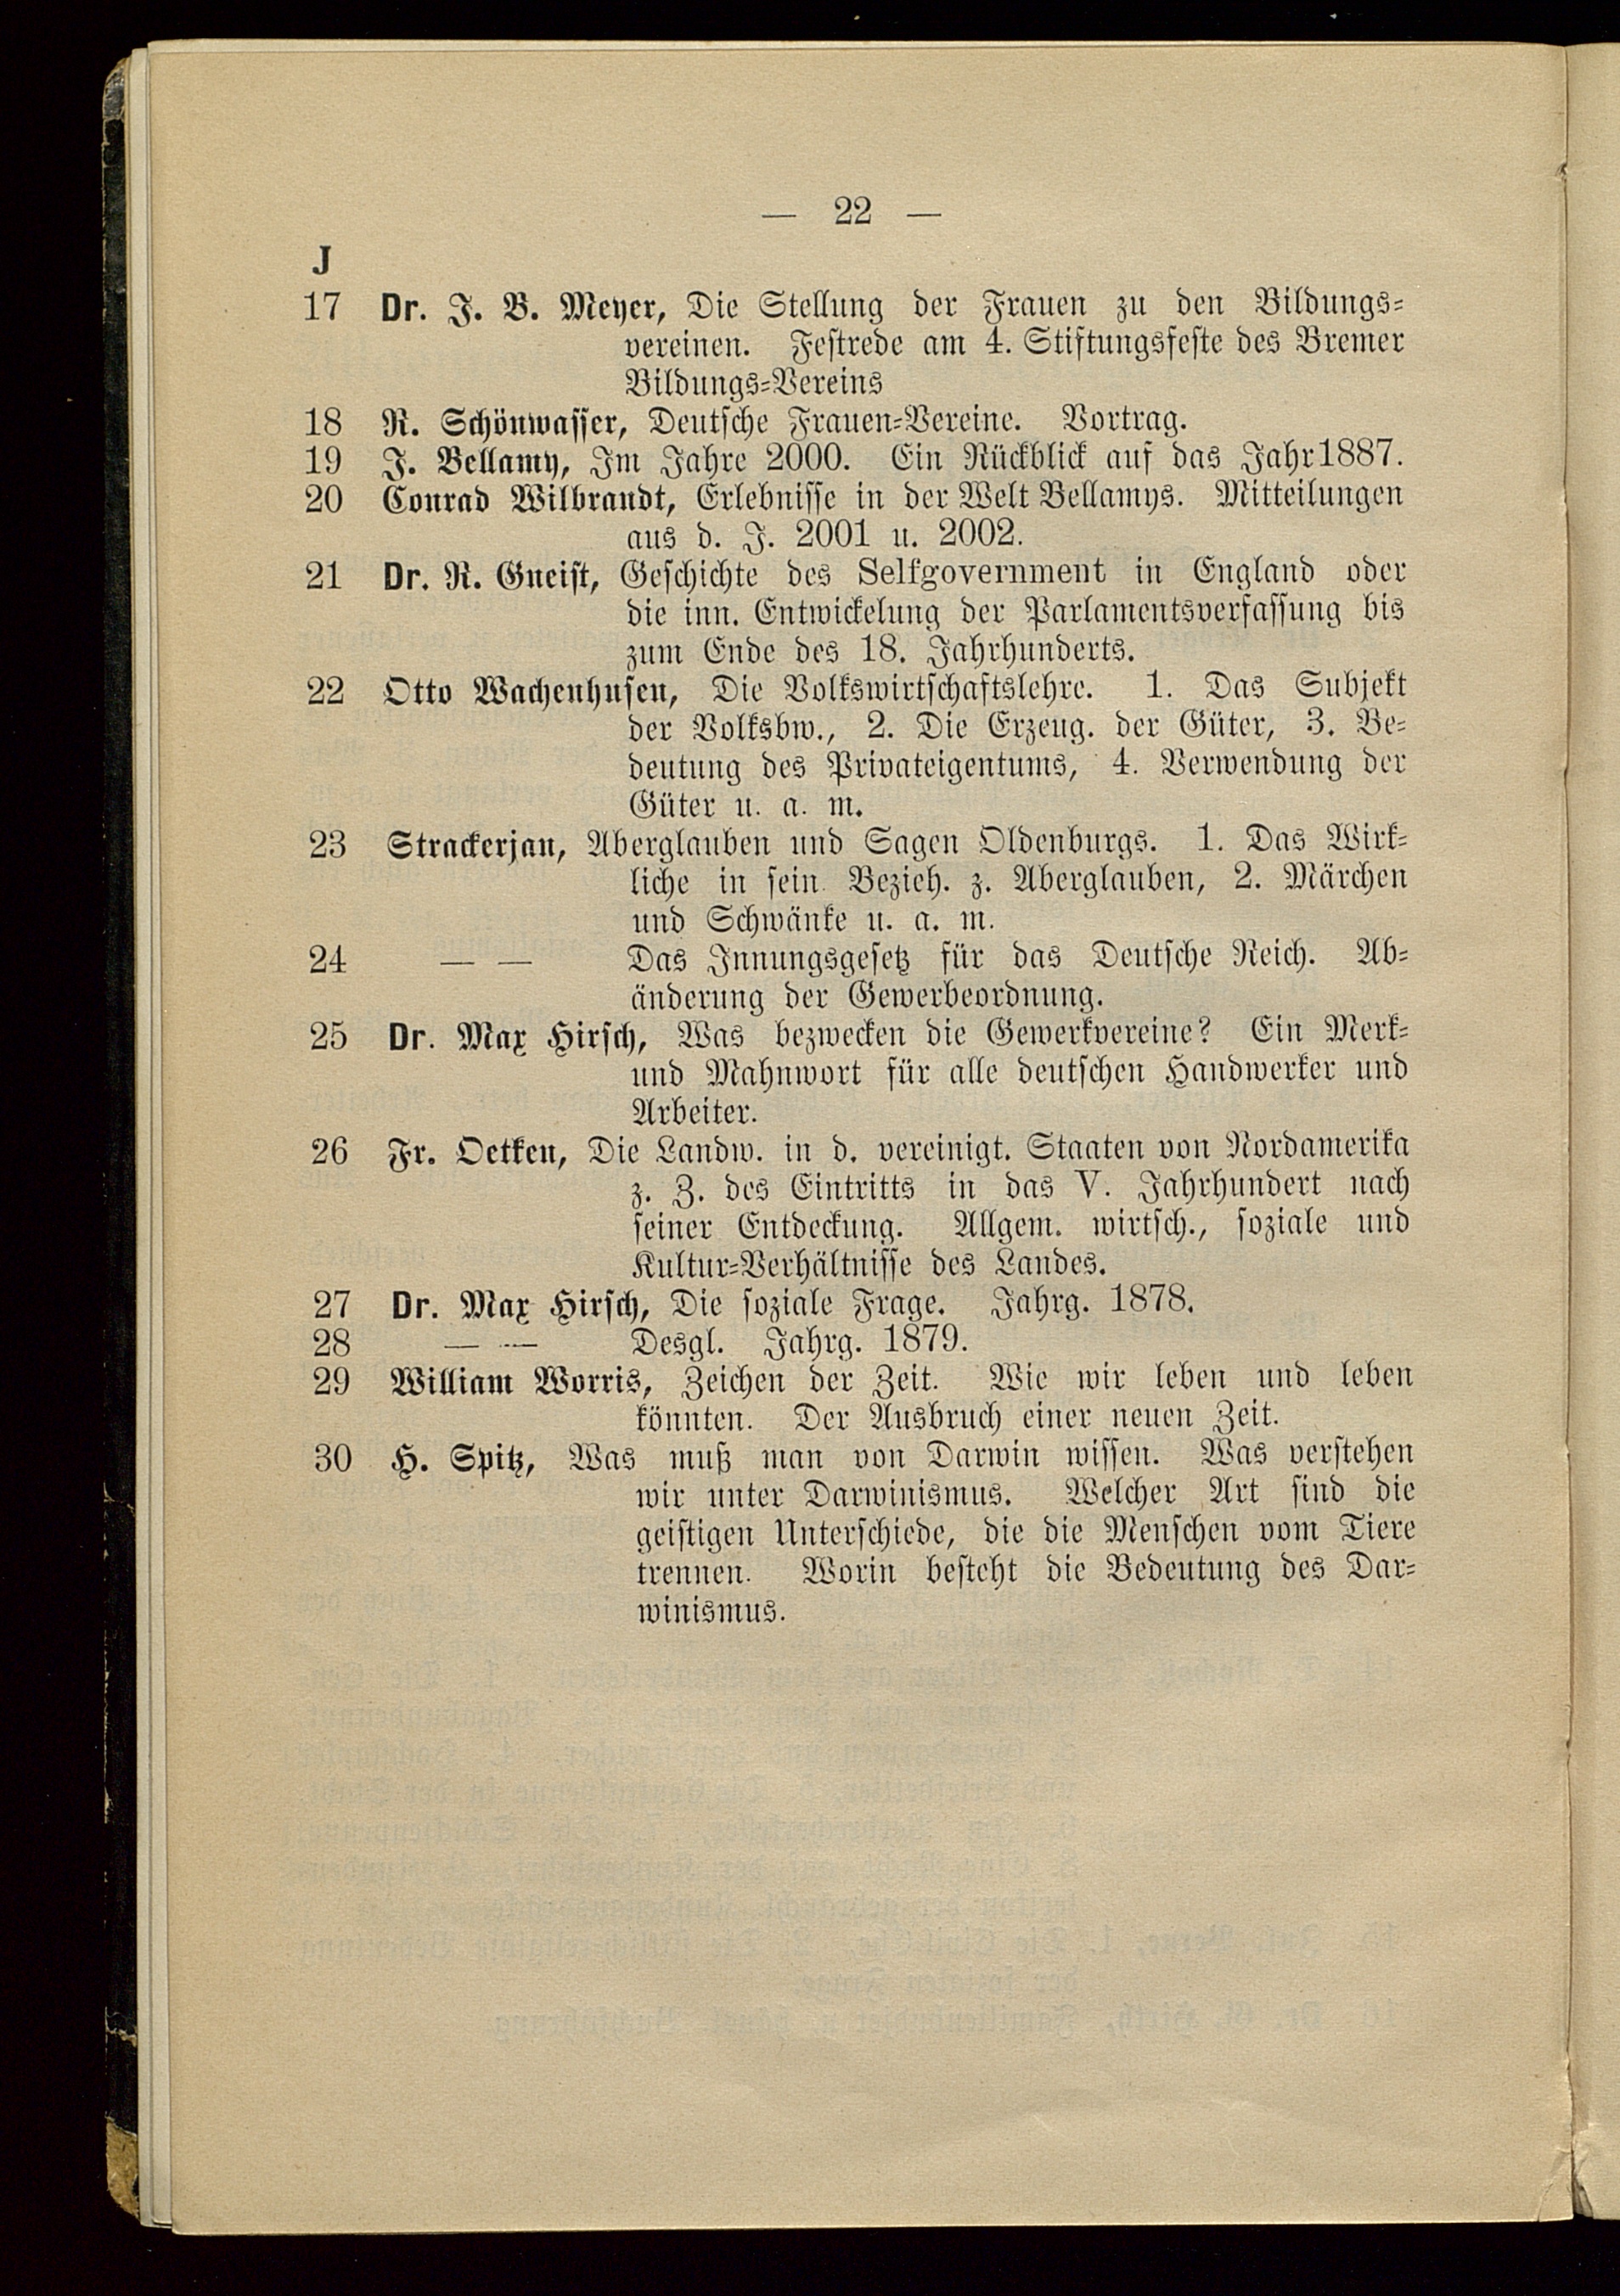 — 22 —
J
17 Dr. J. B. Meyer, Die Stellung der Frauen zu den Bildungs-
vereinen. Festrede am 4. Stiftungsfeste des Bremer
Bildungs-Vereins
18 R. Schönwasser, Deutsche Frauen-Vereine. Vortrag.
19 J. Bellamy, Im Jahre 2000. Ein Rückblick auf das Jahr 1887.
20 Conrad Wilbrandt, Erlebnisse in der Welt Bellamys. Mitteilungen
aus d. J. 2001 u. 2002.
21 Dr. R. Gneist, Geschichte des Selfgovernment in England oder
die inn. Entwickelung der Parlamentsverfassung bis
zum Ende des 18. Jahrhunderts.
22 Otto Wachenhusen, Die Volkswirtschaftslehre. 1. Das Subjekt
der Volksbw., 2. Die Erzeug. der Güter, 3. Be-
deutung des Privateigentums, 4. Verwendung der
Güter u. a. m.
23 Strackerjan, Aberglauben und Sagen Oldenburgs. 1. Das Wirk-
liche in sein. Bezieh. z. Aberglauben, 2. Märchen
und Schwänke u. a. m.
24 — — Das Innungsgesetz für das Deutsche Reich. Ab-
änderung der Gewerbeordnung.
25 Dr. Max Hirsch, Was bezwecken die Gewerkvereine? Ein Merk-
und Mahnwort für alle deutschen Handwerker und
Arbeiter.
26 Fr. Oetken, Die Landw. in d. vereinigt. Staaten von Nordamerika
z. Z. des Eintritts in das V. Jahrhundert nach
seiner Entdeckung. Allgem. wirtsch., soziale und
Kultur-Verhältnisse des Landes.
27 Dr. Max Hirsch, Die soziale Frage. Jahrg. 1878.
28 — — Desgl. Jahrg. 1879.
29 William Worris, Zeichen der Zeit. Wie wir leben und leben
könnten. Der Ausbruch einer neuen Zeit.
30 H. Spitz, Was muß man von Darwin wissen. Was verstehen
wir unter Darwinismus. Welcher Art sind die
geistigen Unterschiede, die die Menschen vom Tiere
trennen. Worin besteht die Bedeutung des Dar-
winismus.